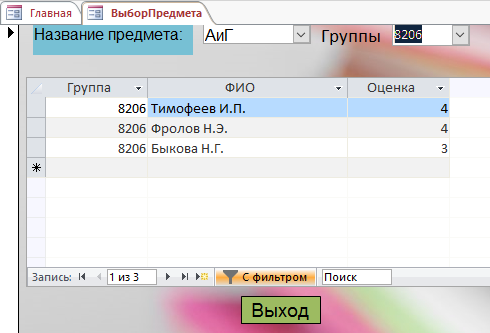 Главная ВыборПредмета
Название предмета: АиГ Группы 8206
Группа ФИО Оценка
8206 Тимофеев И.П. 4
8206 Фролов Н.Э. 4
8206 Быкова Н.Г. 3
Запись: 1 из 3 С фильтром Поиск
Выход